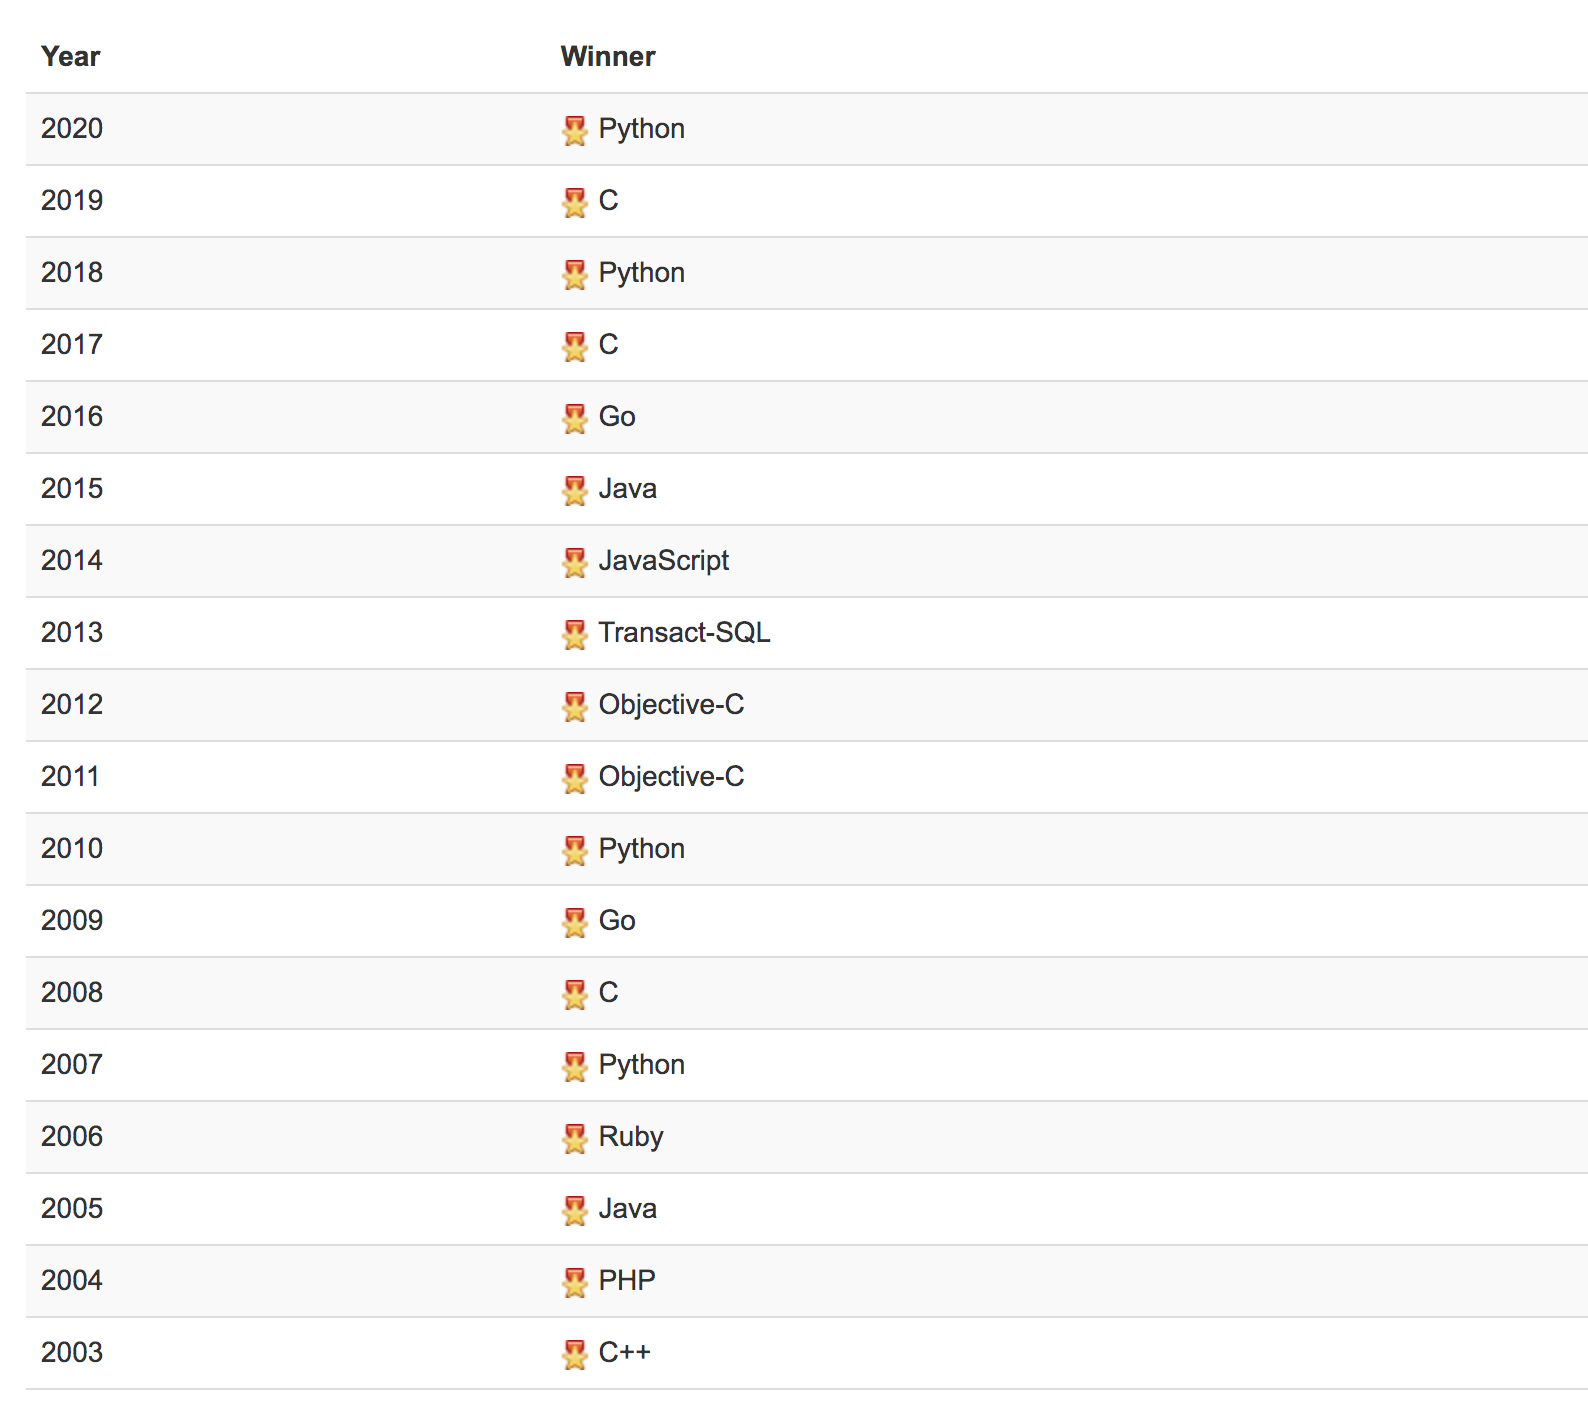 Year Winner
2020 Python
2019 C
2018 Python
2017 C
2016 Go
2015 Java
2014 JavaScript
2013 Transact-SQL
2012 Objective-C
2011 Objective-C
2010 Python
2009 Go
2008 C
2007 Python
2006 Ruby
2005 Java
2004 PHP
2003 C++